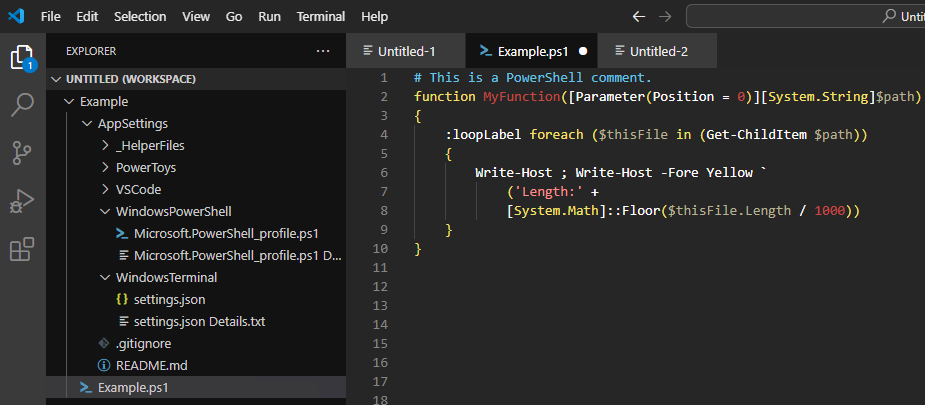 File Edit Selection View Go Run Terminal Help
EXPLORER ...
1
UNTITLED (WORKSPACE)
Example
AppSettings
_HelperFiles
PowerToys
VSCode
WindowsPowerShell
Microsoft.PowerShell_profile.ps1
Microsoft.PowerShell_profile.ps1 D...
WindowsTerminal
{} settings.json
settings.json Details.txt
.gitignore
README.md
Example.ps1
Untitled-1 Example.ps1 Untitled-2
1 # This is a PowerShell comment.
2 function MyFunction([Parameter(Position = 0)][System.String]$path)
3 {
4 :loopLabel foreach ($thisFile in (Get-ChildItem $path))
5 {
6 Write-Host ; Write-Host -Fore Yellow `
7 ('Length:' +
8 [System.Math]::Floor($thisFile.Length / 1000))
9 }
10 }
11
12
13
14
15
16
17
18